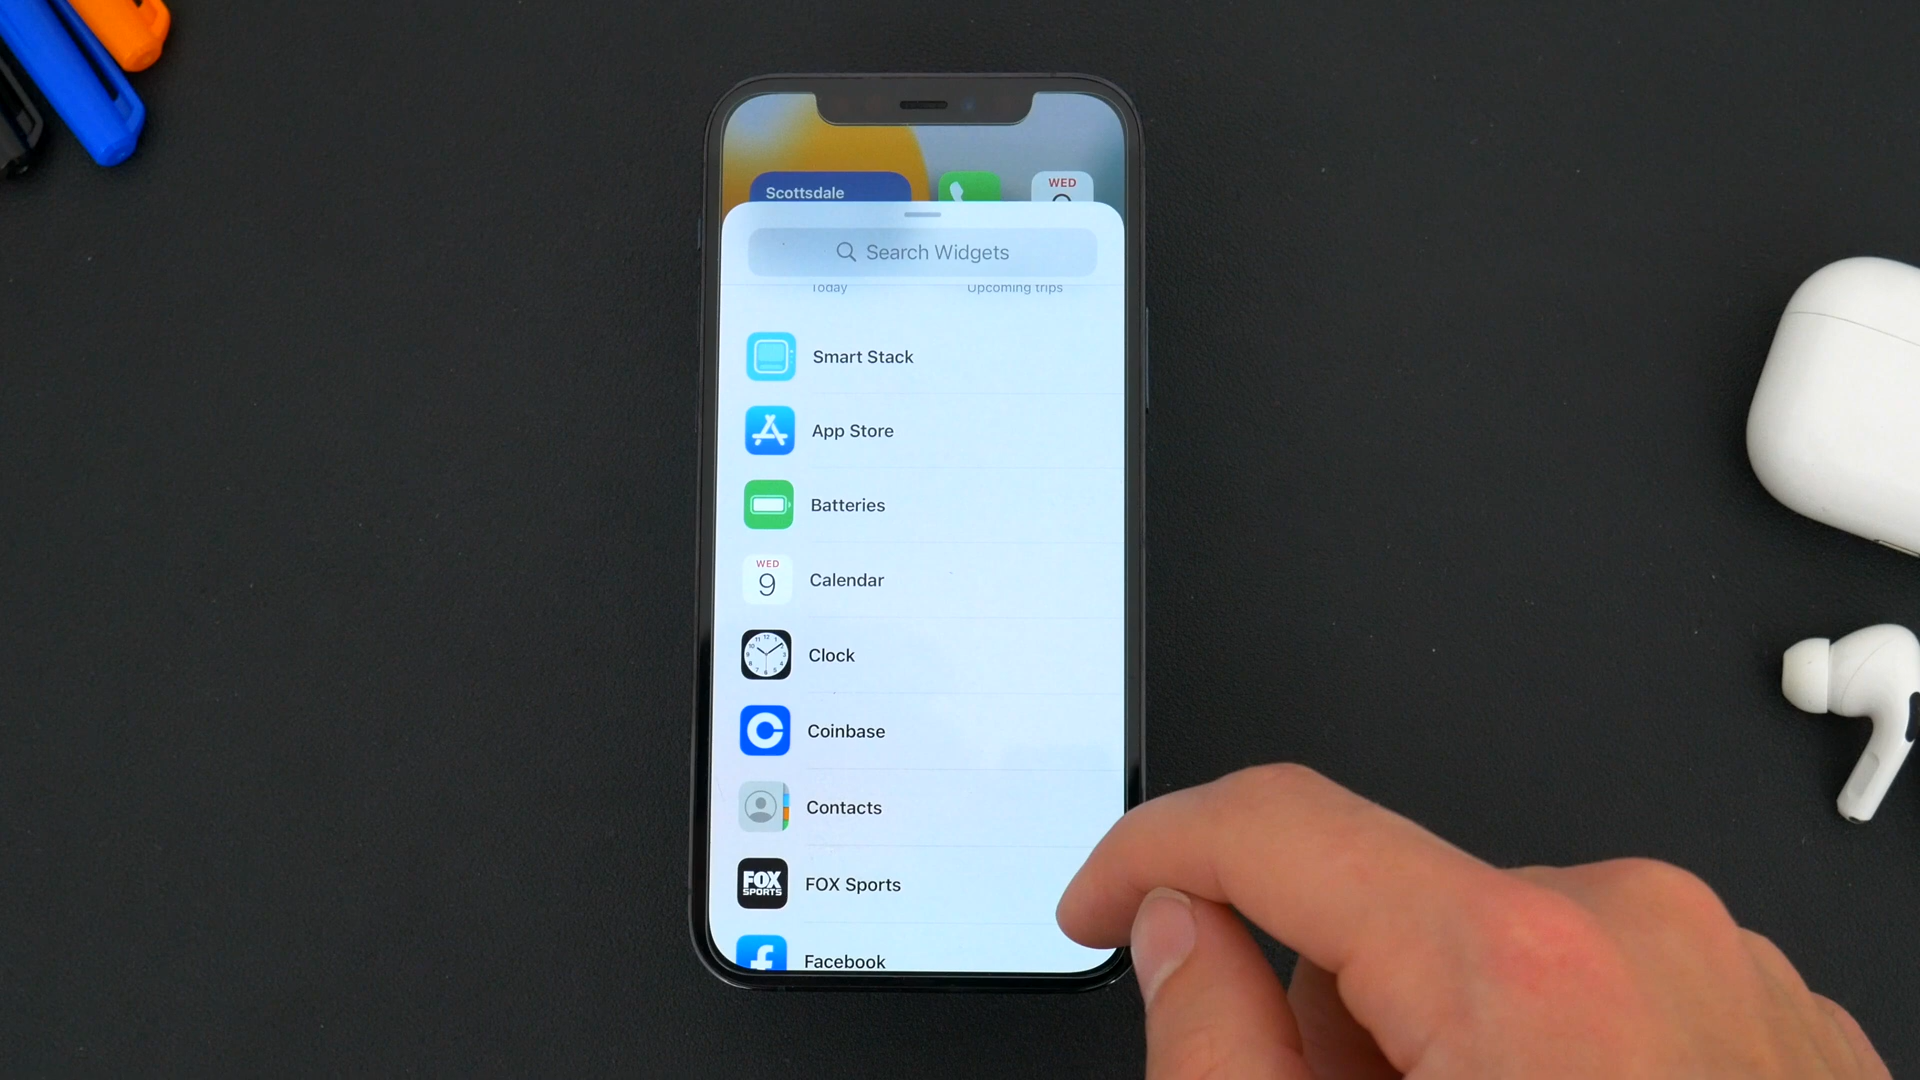 Scottsdale
WED
Search Widgets
Today
Upcoming trips
Smart Stack
App Store
Batteries
WED
9
Calendar
Clock
Coinbase
Contacts
FOX
SPORTS
FOX Sports
Facebook